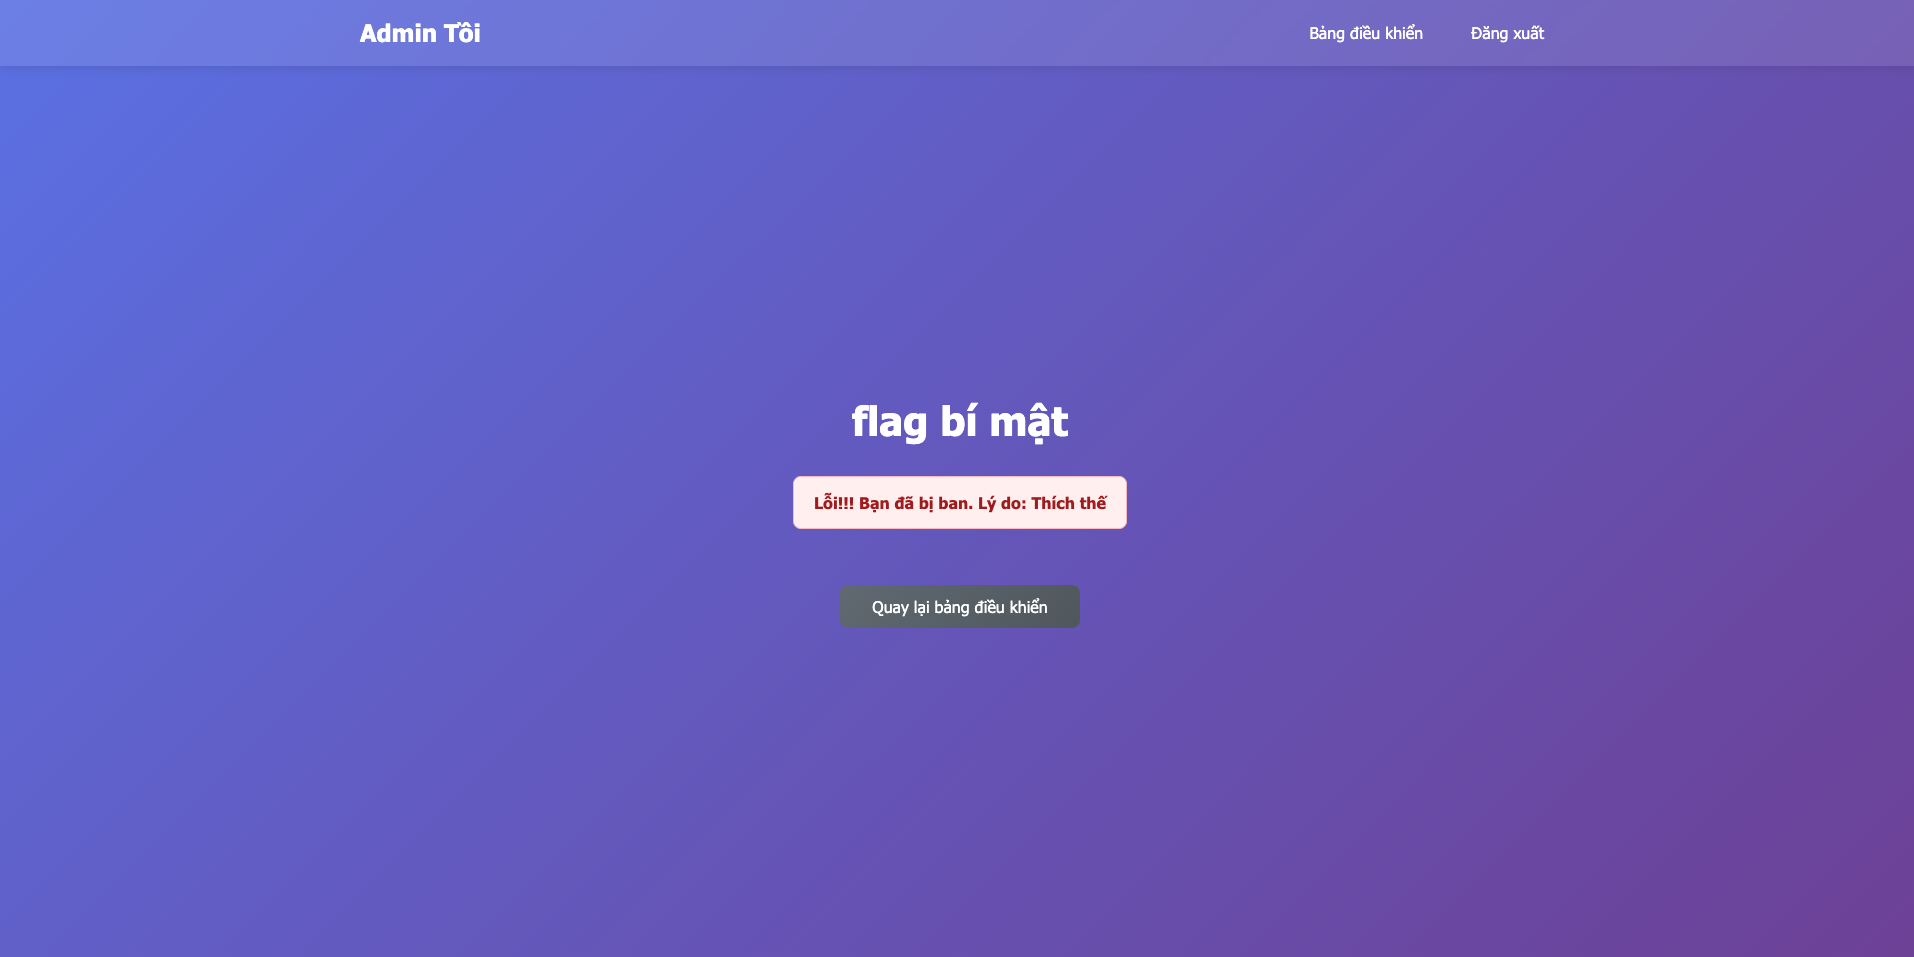 Admin Tồi
Bảng điều khiển
Đăng xuất
flag bí mật
Lỗi!!! Bạn đã bị ban. Lý do: Thích thế
Quay lại bảng điều khiển